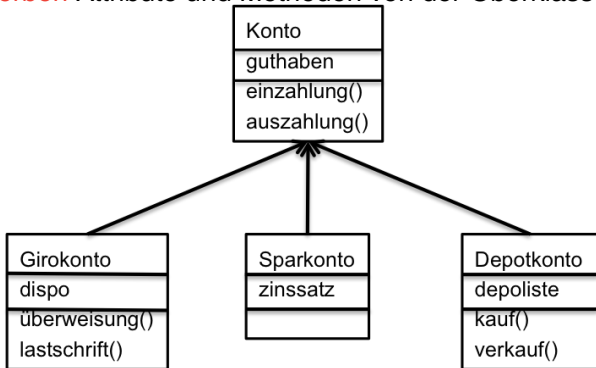 erben Attribute und Methoden von der Oberklass
Konto
guthaben
einzahlung()
auszahlung()
Girokonto
dispo
überweisung()
lastschrift()
Sparkonto
zinssatz
Depotkonto
depoliste
kauf()
verkauf()